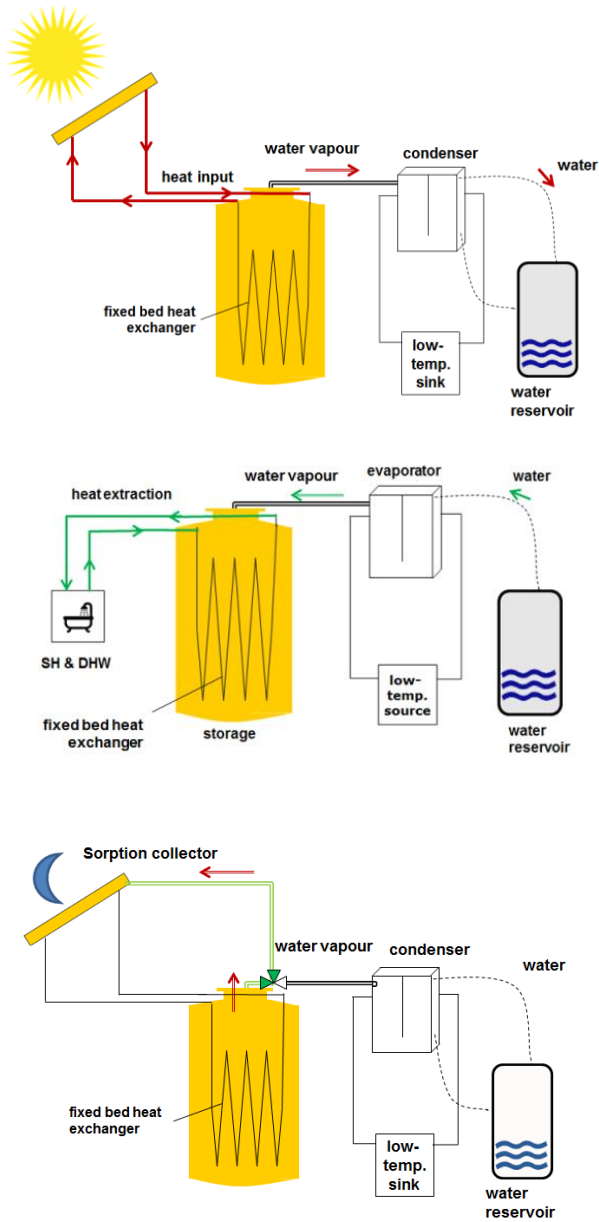 water vapour
condenser
water
heat input
fixed bed heat
exchanger
low-
temp.
sink
water
reservoir
evaporator
water vapour
water
heat extraction
SH & DHW
low-
temp.
source
fixed bed heat
exchanger
storage
water
reservoir
Sorption collector
water vapour
condenser
water
fixed bed heat
exchanger
low-
temp.
sink
water
reservoir